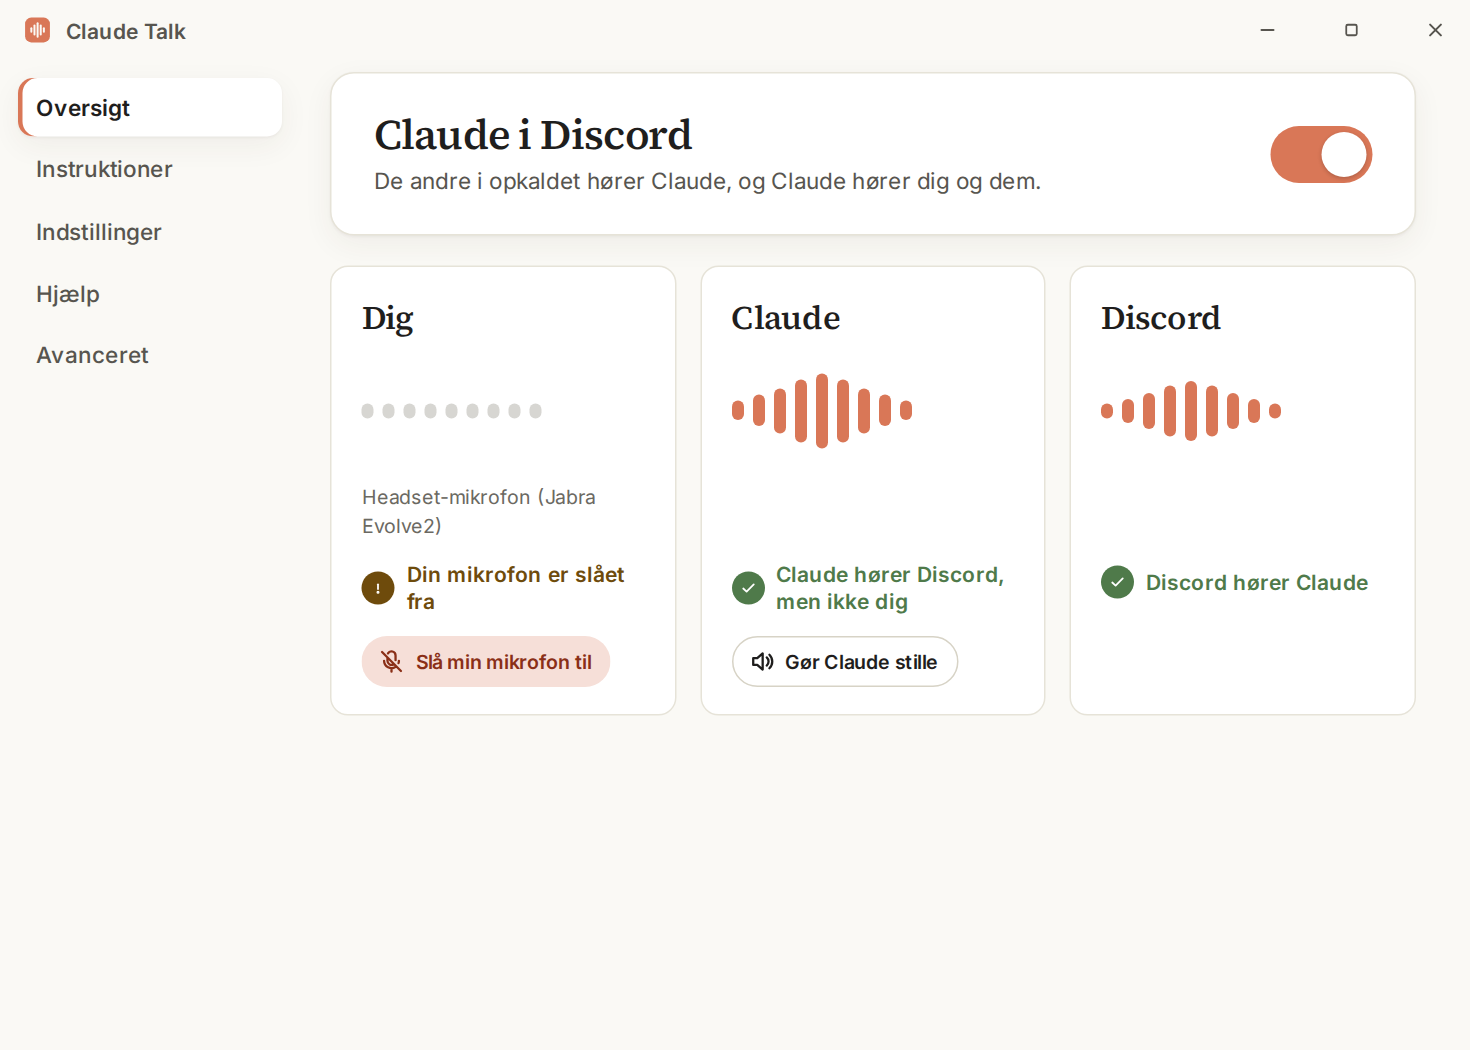 Claude Talk
Oversigt
Instruktioner
Indstillinger
Hjælp
Avanceret
Claude i Discord
De andre i opkaldet hører Claude, og Claude hører dig og dem.
Dig
Headset-mikrofon (Jabra
Evolve2)
Din mikrofon er slået
fra
Slå min mikrofon til
Claude
Claude hører Discord,
men ikke dig
Gør Claude stille
Discord
Discord hører Claude